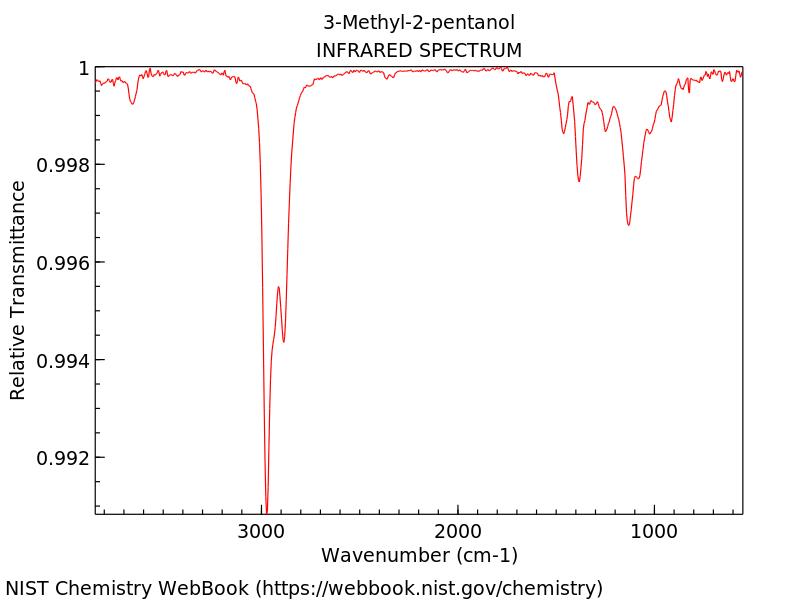 3-Methyl-2-pentanol
INFRARED SPECTRUM
1
0.998
0.996
0.994
0.992
Relative Transmittance
3000
2000
1000
Wavenumber (cm-1)
NIST Chemistry WebBook (https://webbook.nist.gov/chemistry)